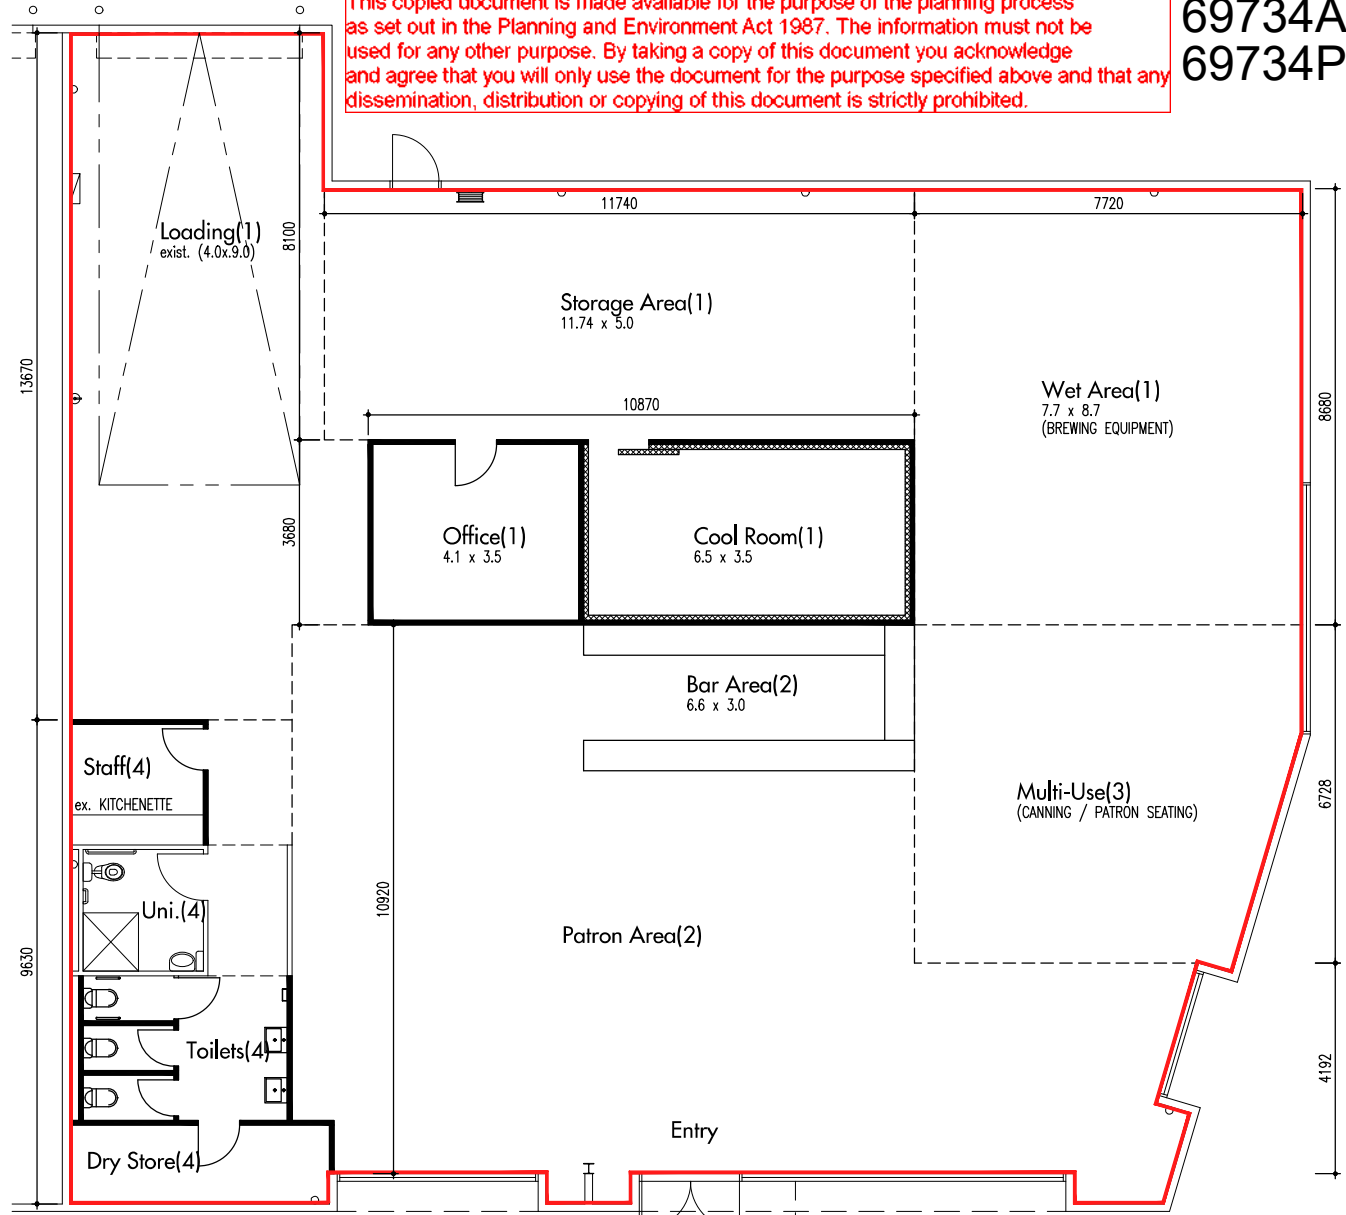 This copied document is made available for the purpose of the planning process
as set out in the Planning and Environment Act 1987. The information must not be
used for any other purpose. By taking a copy of this document you acknowledge
and agree that you will only use the document for the purpose specified above and that any
dissemination, distribution or copying of this document is strictly prohibited.
69734A
69734P
11740
7720
Loading(1)
exist. (4.0x9.0)
8100
Storage Area(1)
11.74 x 5.0
13670
Wet Area(1)
7.7 x 8.7
(BREWING EQUIPMENT)
8680
10870
3680
Office(1)
4.1 x 3.5
Cool Room(1)
6.5 x 3.5
Bar Area(2)
6.6 x 3.0
Staff(4)
ex. KITCHENETTE
Multi-Use(3)
(CANNING / PATRON SEATING)
6728
10920
Uni.(4)
Patron Area(2)
9630
Toilets(4)
4192
Entry
Dry Store(4)